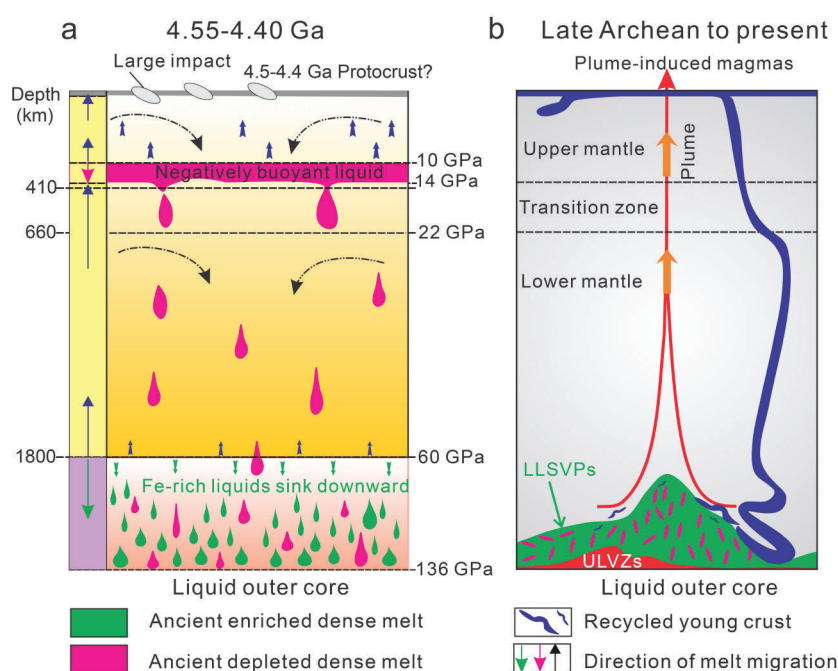 a
4.55-4.40 Ga
Large impact
4.5-4.4 Ga Protocrust?
Depth
(km)
10 GPa
Negatively buoyant liquid
14 GPa
410
660
22 GPa
1800
60 GPa
Fe-rich liquids sink downward
136 GPa
Liquid outer core
Ancient enriched dense melt
Ancient depleted dense melt
b
Late Archean to present
Plume-induced magmas
Upper mantle
Plume
Transition zone
Lower mantle
LLSVPs
ULVZs
Liquid outer core
Recycled young crust
Direction of melt migration